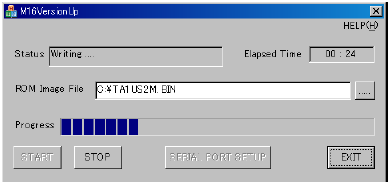 M16VersionUp
HELP(H)
Status Writing.... Elapsed Time 00 : 24
ROM Image File C:¥TA1US2M.BIN .....
Progress
START STOP SERIAL PORT SETUP EXIT